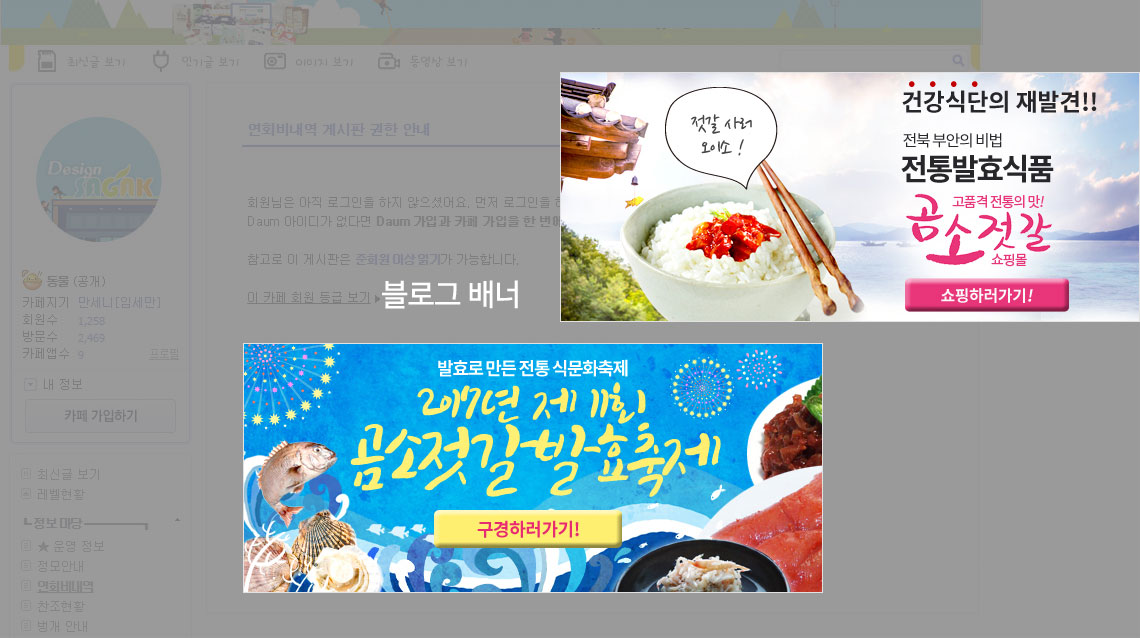 최신글 보기
인기글 보기
이미지 보기
동영상 보기
연회비내역 게시판 권한 안내
회원님은 아직 로그인을 하지 않으셨어요. 먼저 로그인을
Daum 아이디가 없다면 Daum 가입과 카페 가입을 한 번에
참고로 이 게시판은 준회원 이상 읽기가 가능합니다.
이 카페 회원 등급 보기
Design
SAGAK
동물 (공개)
카페지기 만세니[임세만]
회원수 1,258
방문수 2,469
카페앱수 9
프로필
내 정보
카페 가입하기
최신글 보기
레벨현황
정보 마당
★ 운영 정보
정모안내
연회비내역
찬조현황
벙개 안내
블로그 배너
젓갈 사러
오이소 !
건강식단의 재발견!!
전북 부안의 비법
전통발효식품
고품격 전통의 맛!
곰소젓갈
쇼핑몰
쇼핑하러가기!
발효로 만든 전통 식문화축제
2017년 제 11회
곰소젓갈발효축제
구경하러가기!